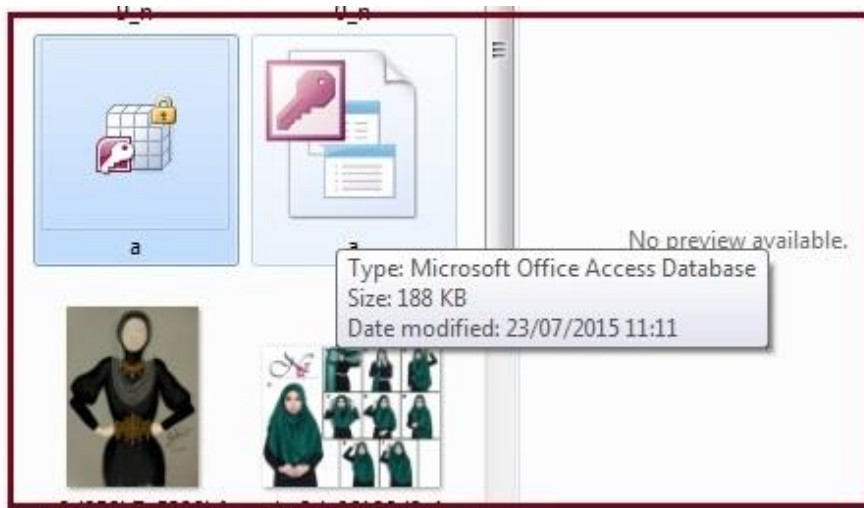 a
a
No preview available.
Type: Microsoft Office Access Database
Size: 188 KB
Date modified: 23/07/2015 11:11